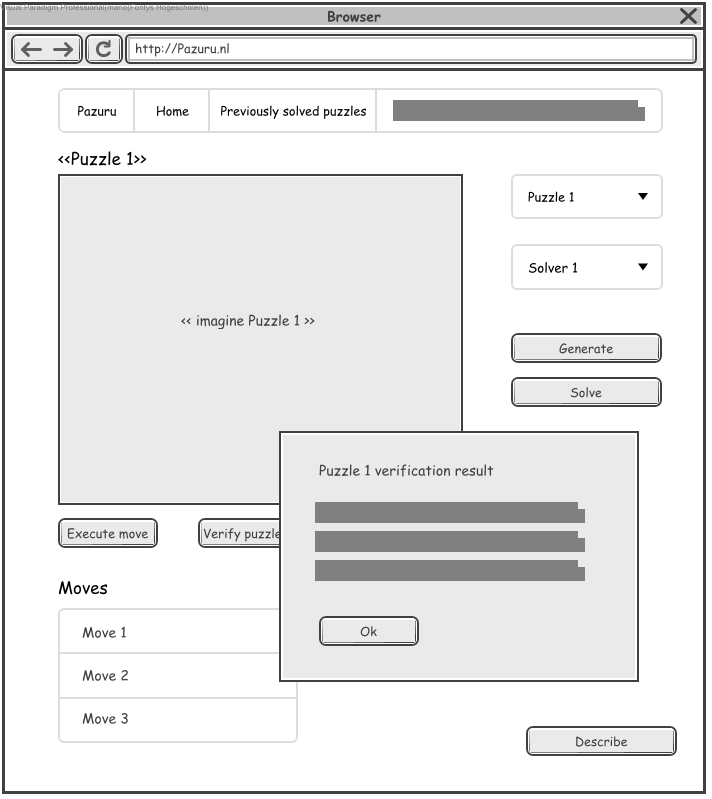 Visual Paradigm Professional(mano(Fontys Hogescholen))
Browser
http://Pazuru.nl
Pazuru Home Previously solved puzzles
<<Puzzle 1>>
Puzzle 1
Solver 1
<< imagine Puzzle 1 >>
Generate
Solve
Puzzle 1 verification result
Execute move Verify puzzle
Moves
Ok
Move 1
Move 2
Move 3
Describe